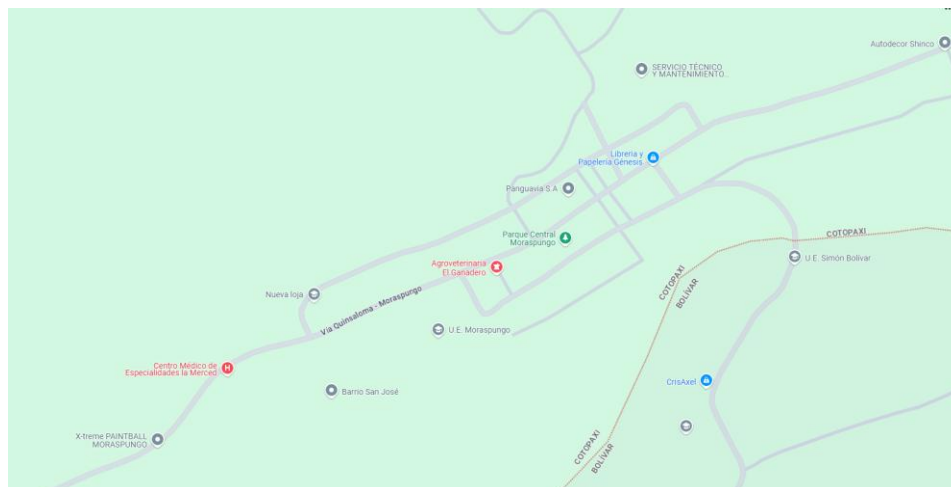 Autodecor Shinco
SERVICIO TÉCNICO
Y MANTENIMIENTO...
Libreria y
Papelería Génesis
Panguavia S.A
Parque Central
Moraspungo
COTOPAXI
Agroveterinaria
El Ganadero
U.E. Simón Bolivar
COTOPAXI
BOLÍVAR
Nueva loja
Vía Quinsaloma - Moraspungo
U.E. Moraspungo
Centro Médico de
Especialidades la Merced
CrisAxel
Barrio San José
X-treme PAINTBALL
MORASPUNGO
COTOPAXI
BOLÍVAR